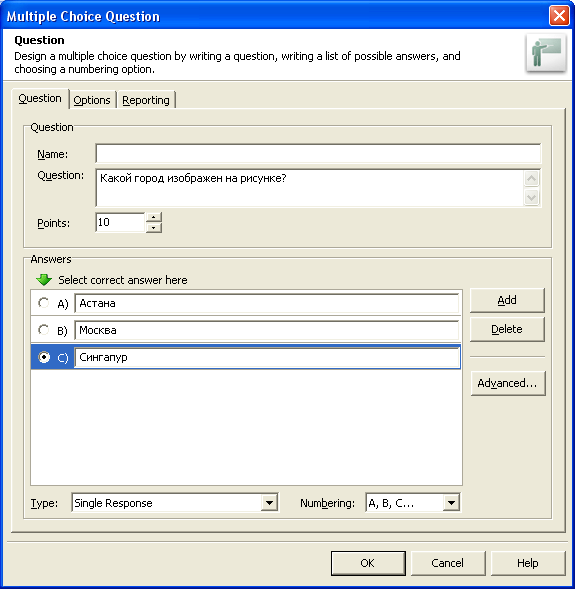 Multiple Choice Question
Question
Design a multiple choice question by writing a question, writing a list of possible answers, and
choosing a numbering option.
Question Options Reporting
Question
Name:
Question: Какой город изображен на рисунке?
Points: 10
Answers
Select correct answer here
A) Астана
B) Москва
C) Сингапур
Add
Delete
Advanced...
Type: Single Response Numbering: A, B, C...
OK Cancel Help